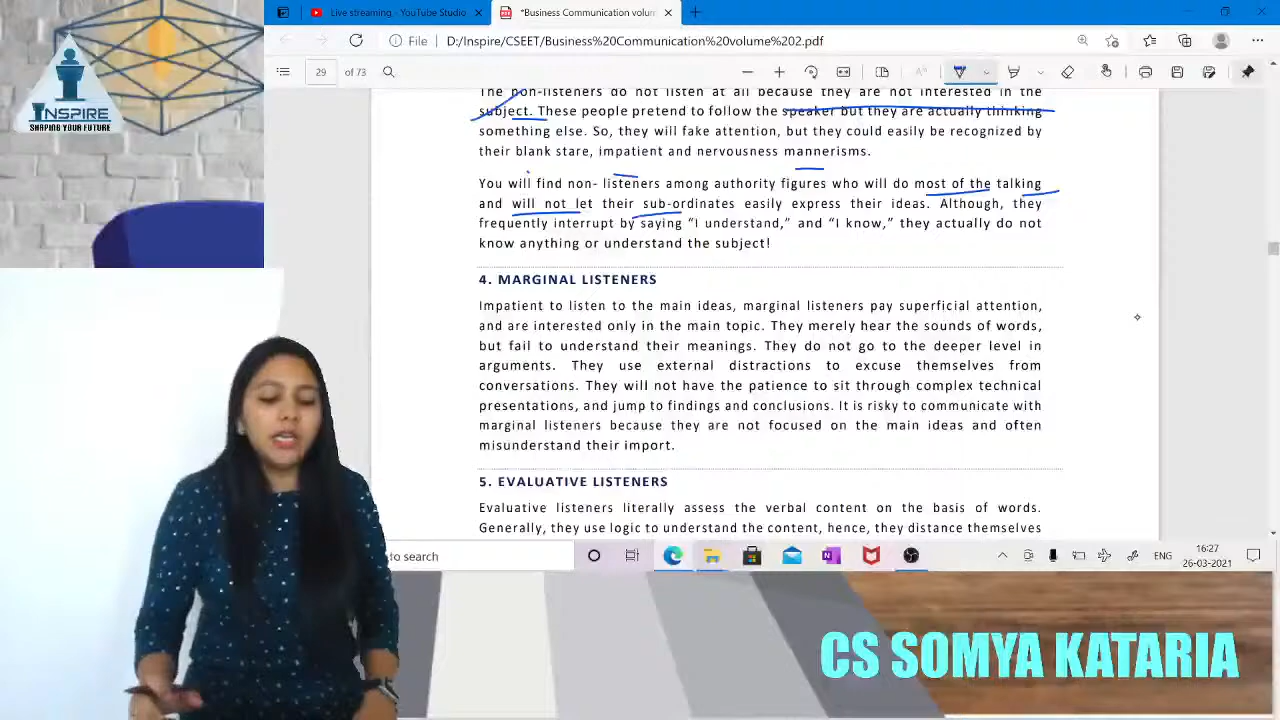 Live streaming - YouTube Studio
*Business Communication volum
File
D:/Inspire/CSEET/Business%20Communication%20volume%202.pdf
29 of 73
INSPIRE
SHAPING YOUR FUTURE
The non-listeners do not listen at all because they are not interested in the
subject. These people pretend to follow the speaker but they are actually thinking
something else. So, they will fake attention, but they could easily be recognized by
their blank stare, impatient and nervousness mannerisms.
You will find non- listeners among authority figures who will do most of the talking
and will not let their sub-ordinates easily express their ideas. Although, they
frequently interrupt by saying "I understand," and "I know," they actually do not
know anything or understand the subject!
4. MARGINAL LISTENERS
Impatient to listen to the main ideas, marginal listeners pay superficial attention,
and are interested only in the main topic. They merely hear the sounds of words,
but fail to understand their meanings. They do not go to the deeper level in
arguments. They use external distractions to excuse themselves from
conversations. They will not have the patience to sit through complex technical
presentations, and jump to findings and conclusions. It is risky to communicate with
marginal listeners because they are not focused on the main ideas and often
misunderstand their import.
5. EVALUATIVE LISTENERS
Evaluative listeners literally assess the verbal content on the basis of words.
Generally, they use logic to understand the content, hence, they distance themselves
to search
ENG
16:27
26-03-2021
CS SOMYA KATARIA